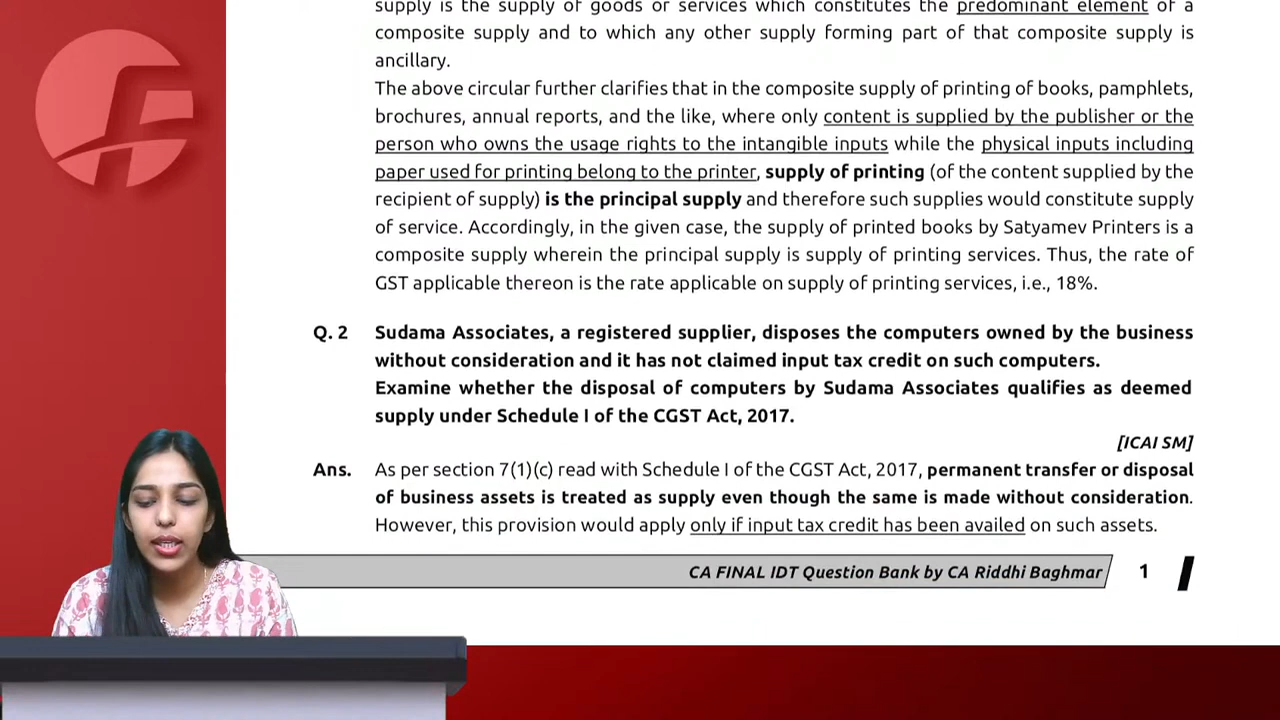 supply is the supply of goods or services which constitutes the predominant element of a
composite supply and to which any other supply forming part of that composite supply is
ancillary.
The above circular further clarifies that in the composite supply of printing of books, pamphlets,
brochures, annual reports, and the like, where only content is supplied by the publisher or the
person who owns the usage rights to the intangible inputs while the physical inputs including
paper used for printing belong to the printer, supply of printing (of the content supplied by the
recipient of supply) is the principal supply and therefore such supplies would constitute supply
of service. Accordingly, in the given case, the supply of printed books by Satyamev Printers is a
composite supply wherein the principal supply is supply of printing services. Thus, the rate of
GST applicable thereon is the rate applicable on supply of printing services, i.e., 18%.
Q. 2 Sudama Associates, a registered supplier, disposes the computers owned by the business
without consideration and it has not claimed input tax credit on such computers.
Examine whether the disposal of computers by Sudama Associates qualifies as deemed
supply under Schedule I of the CGST Act, 2017.
[ICAI SM]
Ans. As per section 7(1)(c) read with Schedule I of the CGST Act, 2017, permanent transfer or disposal
of business assets is treated as supply even though the same is made without consideration.
However, this provision would apply only if input tax credit has been availed on such assets.
CA FINAL IDT Question Bank by CA Riddhi Baghmar 1